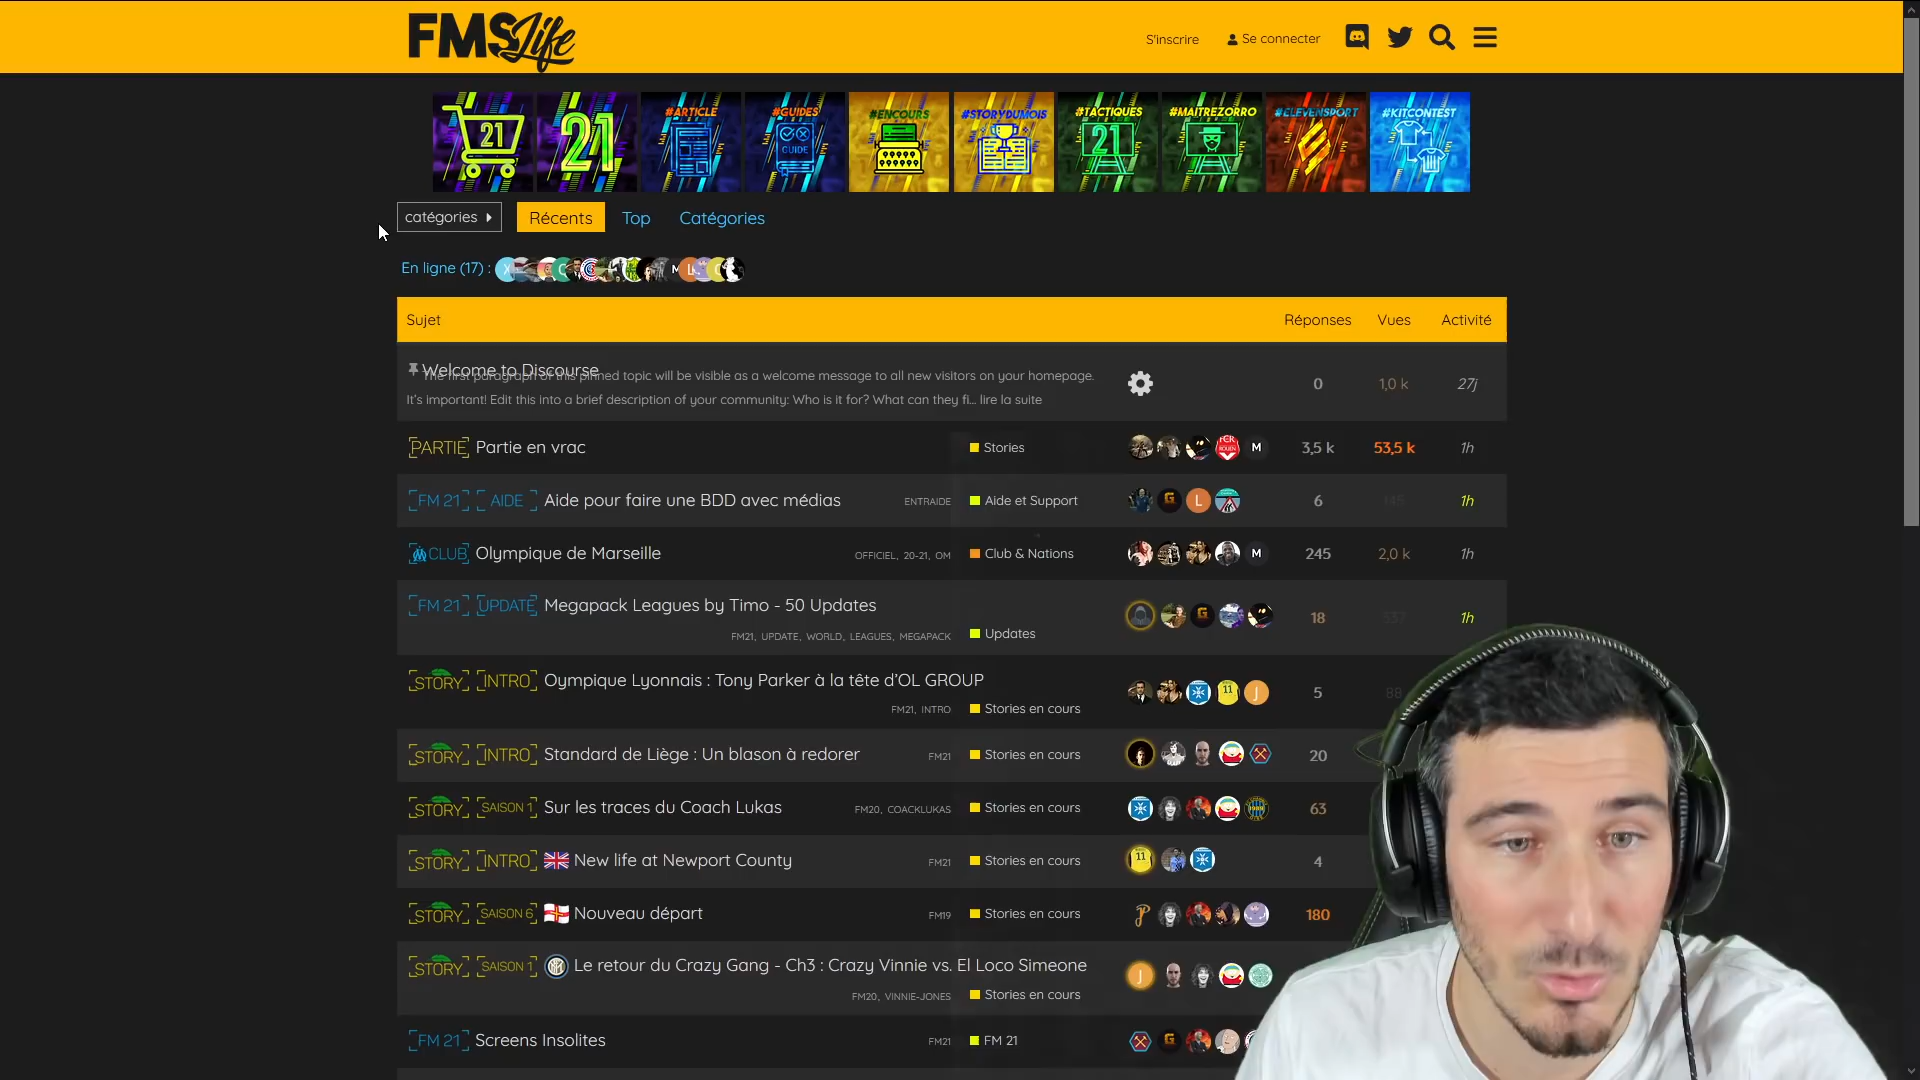 FMSLife
S'inscrire
Se connecter
21
21
#ARTICLE
#GUIDES
GUIDE
#ENCOURS
#STORYDUMOIS
#TACTIQUES
21
#MAITREZORRO
#ELEVENSPORT
#KITCONTEST
catégories
Récents
Top
Catégories
En ligne (17) :
Sujet Réponses Vues Activité
Welcome to Discourse
The first paragraph of this pinned topic will be visible as a welcome message to all new visitors on your homepage.
It's important! Edit this into a brief description of your community: Who is it for? What can they fi… lire la suite
0 1,0 k 27j
PARTIE Partie en vrac Stories M 3,5 k 53,5 k 1h
FM 21 AIDE Aide pour faire une BDD avec médias ENTRAIDE Aide et Support G L 6 145 1h
CLUB Olympique de Marseille OFFICIEL, 20-21, OM Club & Nations M 245 2,0 k 1h
FM 21 UPDATE Megapack Leagues by Timo - 50 Updates
FM21, UPDATE, WORLD, LEAGUES, MEGAPACK Updates G 18 537 1h
STORY INTRO Oympique Lyonnais : Tony Parker à la tête d'OL GROUP
FM21, INTRO Stories en cours 11 J 5 88
STORY INTRO Standard de Liège : Un blason à redorer FM21 Stories en cours 20
STORY SAISON 1 Sur les traces du Coach Lukas FM20, COACKLUKAS Stories en cours 63
STORY INTRO New life at Newport County FM21 Stories en cours 11 4
STORY SAISON 6 Nouveau départ FM19 Stories en cours 180
STORY SAISON 1 Le retour du Crazy Gang - Ch3 : Crazy Vinnie vs. El Loco Simeone
FM20, VINNIE-JONES Stories en cours J
FM 21 Screens Insolites FM21 FM 21 G